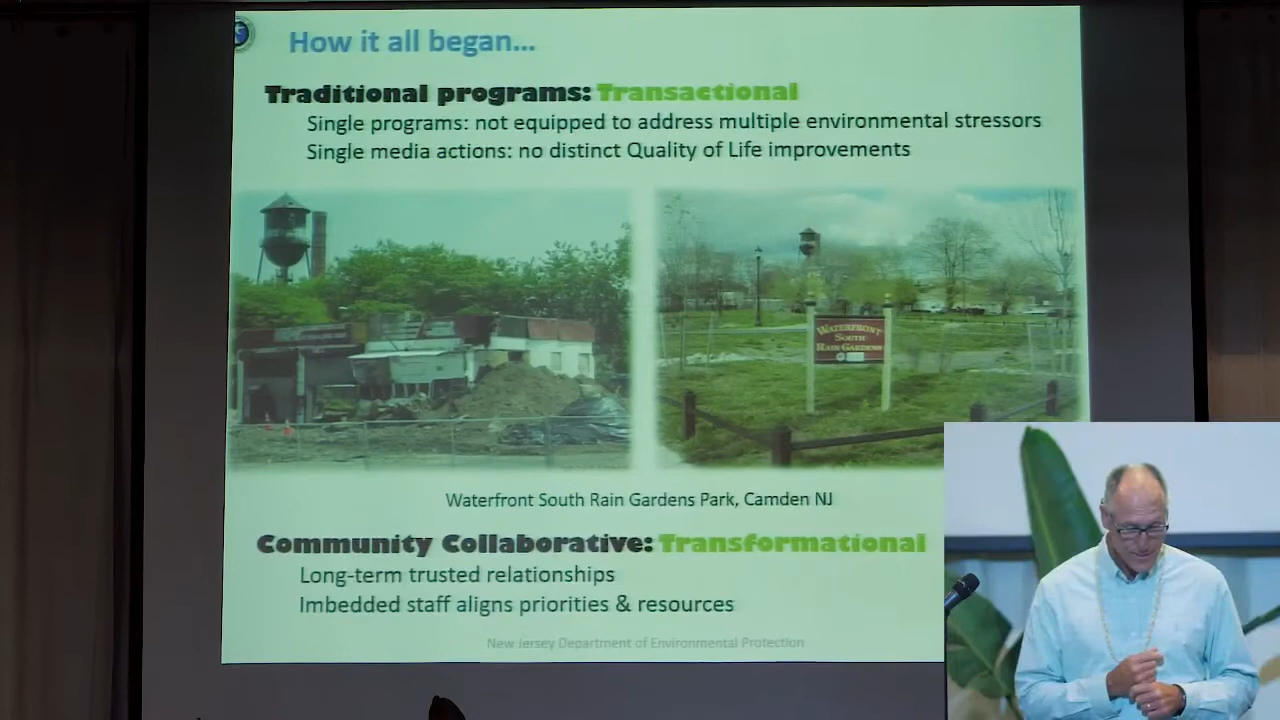 How it all began...
Traditional programs: Transactional
Single programs: not equipped to address multiple environmental stressors
Single media actions: no distinct Quality of Life improvements
WATERFRONT
SOUTH
RAIN GARDENS
Waterfront South Rain Gardens Park, Camden NJ
Community Collaborative: Transformational
Long-term trusted relationships
Imbedded staff aligns priorities & resources
New Jersey Department of Environmental Protection